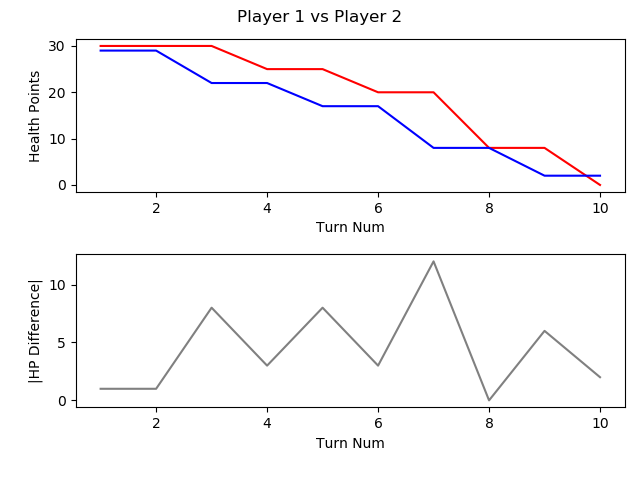 Player 1 vs Player 2
30
20
10
0
Health Points
2 4 6 8 10
Turn Num
10
5
0
|HP Difference|
2 4 6 8 10
Turn Num